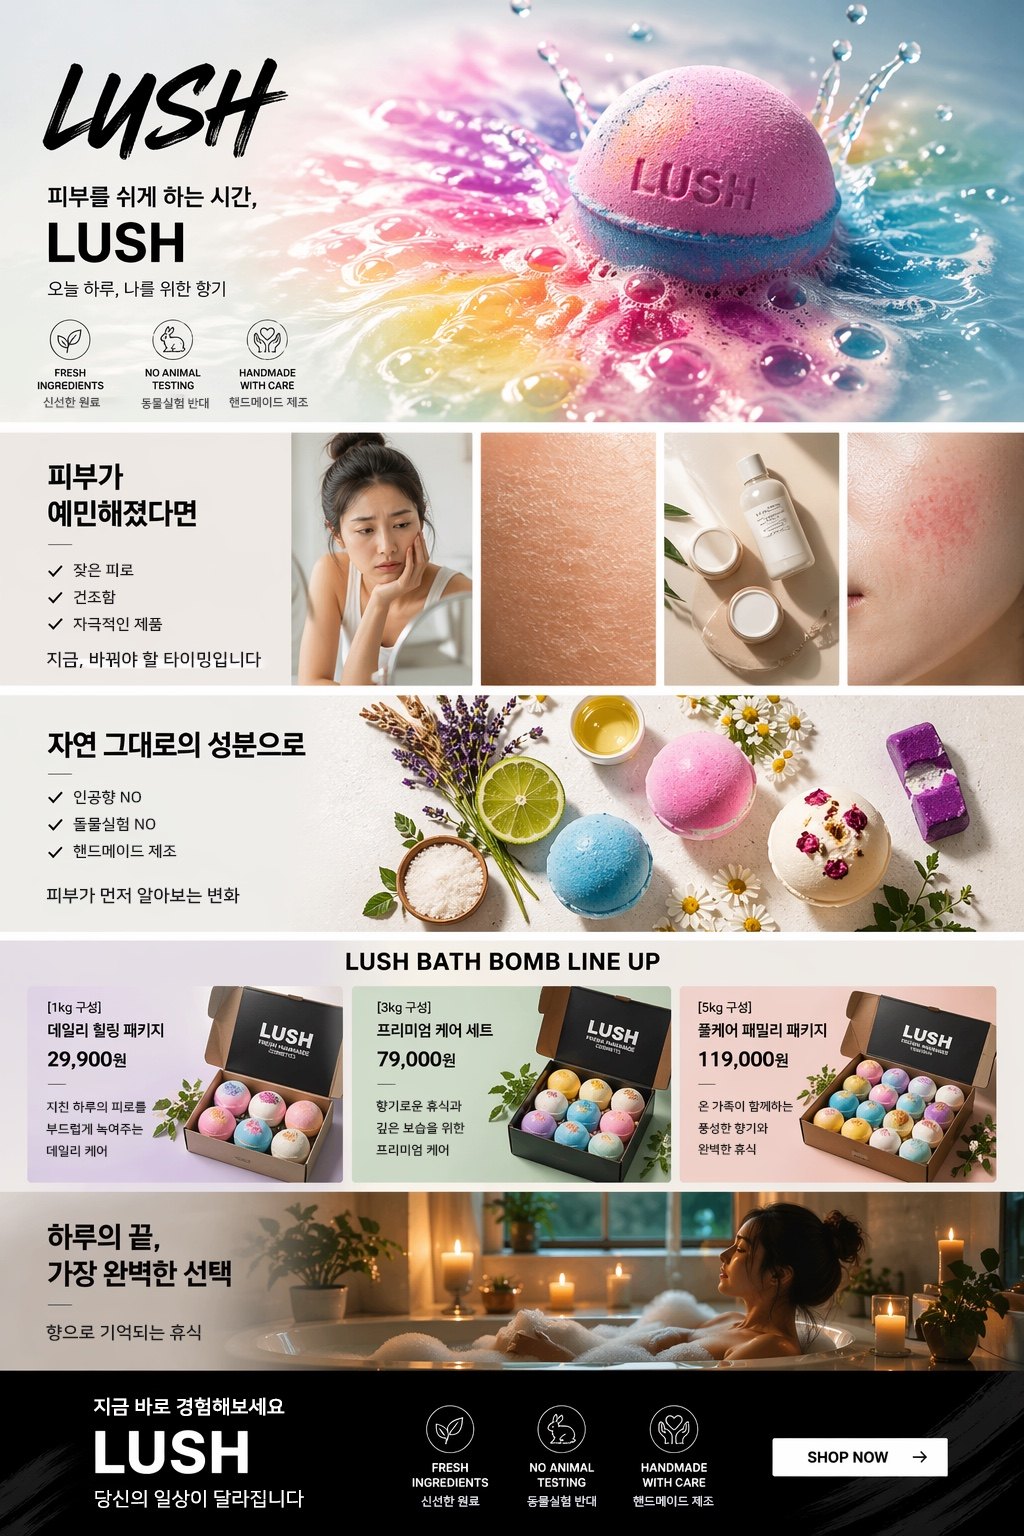 LUSH
피부를 쉬게 하는 시간,
LUSH
오늘 하루, 나를 위한 향기
FRESH
INGREDIENTS
신선한 원료
NO ANIMAL
TESTING
동물실험 반대
HANDMADE
WITH CARE
핸드메이드 제조
LUSH
피부가
예민해졌다면
잦은 피로
건조함
자극적인 제품
지금, 바꿔야 할 타이밍입니다
자연 그대로의 성분으로
인공향 NO
돌물실험 NO
핸드메이드 제조
피부가 먼저 알아보는 변화
LUSH BATH BOMB LINE UP
[1kg 구성]
데일리 힐링 패키지
29,900원
지친 하루의 피로를
부드럽게 녹여주는
데일리 케어
LUSH
FRESH HANDMADE
COSMETICS
[3kg 구성]
프리미엄 케어 세트
79,000원
향기로운 휴식과
깊은 보습을 위한
프리미엄 케어
LUSH
[5kg 구성]
풀케어 패밀리 패키지
119,000원
온 가족이 함께하는
풍성한 향기와
완벽한 휴식
LUSH
하루의 끝,
가장 완벽한 선택
향으로 기억되는 휴식
지금 바로 경험해보세요
LUSH
당신의 일상이 달라집니다
FRESH
INGREDIENTS
신선한 원료
NO ANIMAL
TESTING
동물실험 반대
HANDMADE
WITH CARE
핸드메이드 제조
SHOP NOW